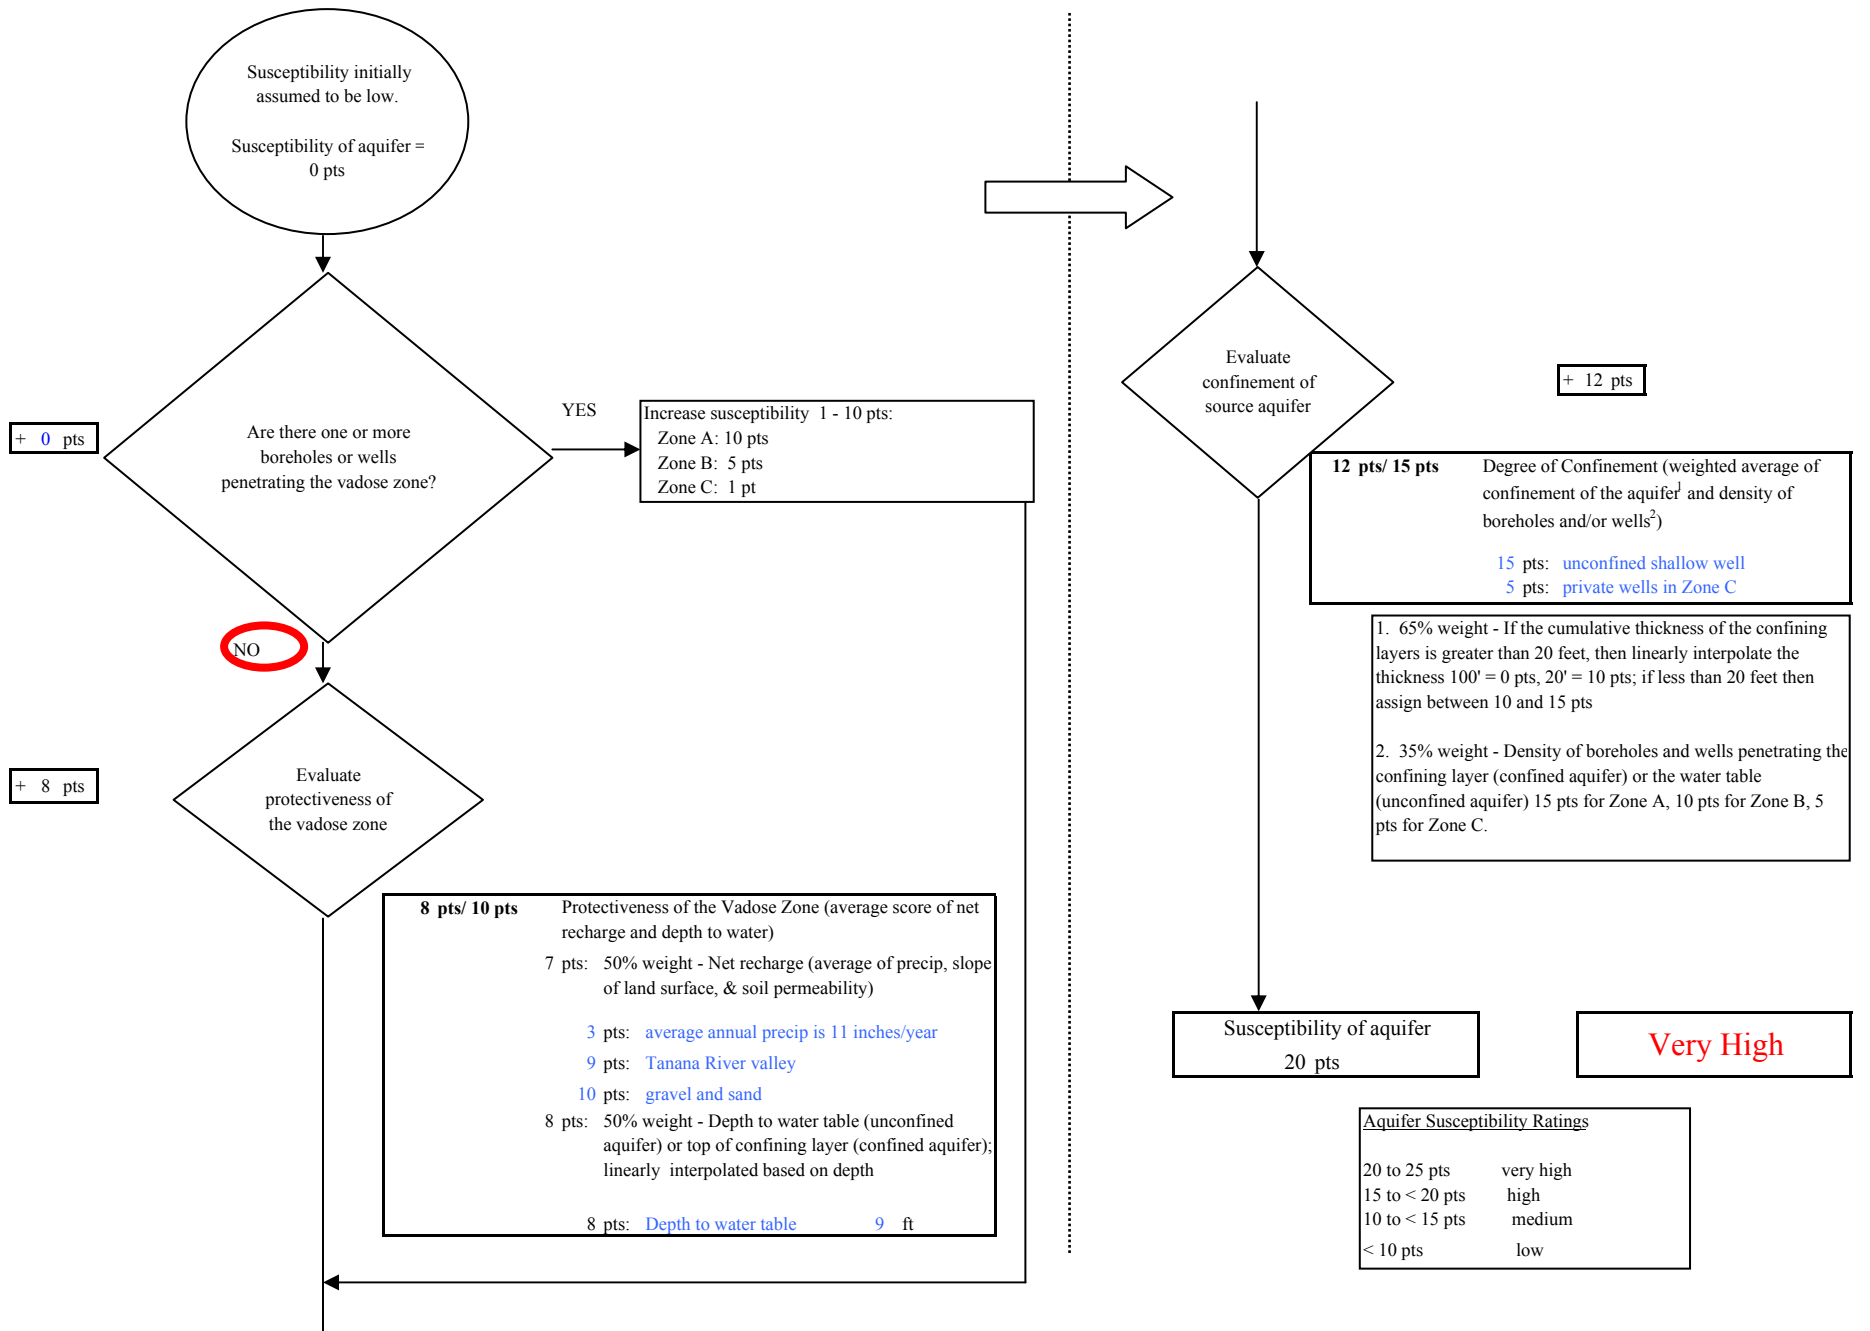 Susceptibility initially
assumed to be low.
Susceptibility of aquifer =
0 pts
+ 0 pts
Are there one or more
boreholes or wells
penetrating the vadose zone?
YES
Increase susceptibility 1 - 10 pts:
Zone A: 10 pts
Zone B: 5 pts
Zone C: 1 pt
NO
+ 8 pts
Evaluate
protectiveness of
the vadose zone
8 pts/ 10 pts Protectiveness of the Vadose Zone (average score of net
recharge and depth to water)
7 pts: 50% weight - Net recharge (average of precip, slope
of land surface, & soil permeability)
3 pts: average annual precip is 11 inches/year
9 pts: Tanana River valley
10 pts: gravel and sand
8 pts: 50% weight - Depth to water table (unconfined
aquifer) or top of confining layer (confined aquifer);
linearly interpolated based on depth
8 pts: Depth to water table 9 ft
Evaluate
confinement of
source aquifer
+ 12 pts
12 pts/ 15 pts Degree of Confinement (weighted average of
confinement of the aquifer1 and density of
boreholes and/or wells2)
15 pts: unconfined shallow well
5 pts: private wells in Zone C
1. 65% weight - If the cumulative thickness of the confining
layers is greater than 20 feet, then linearly interpolate the
thickness 100' = 0 pts, 20' = 10 pts; if less than 20 feet then
assign between 10 and 15 pts
2. 35% weight - Density of boreholes and wells penetrating the
confining layer (confined aquifer) or the water table
(unconfined aquifer) 15 pts for Zone A, 10 pts for Zone B, 5
pts for Zone C.
Susceptibility of aquifer
20 pts
Very High
Aquifer Susceptibility Ratings
20 to 25 pts very high
15 to < 20 pts high
10 to < 15 pts medium
< 10 pts low